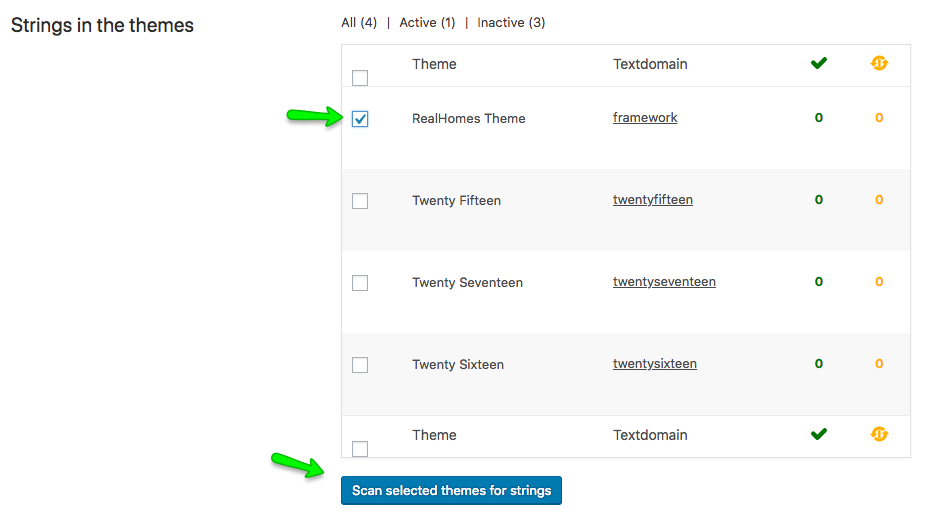 Strings in the themes
All (4) | Active (1) | Inactive (3)
Theme Textdomain
RealHomes Theme framework 0 0
Twenty Fifteen twentyfifteen 0 0
Twenty Seventeen twentyseventeen 0 0
Twenty Sixteen twentysixteen 0 0
Theme Textdomain
Scan selected themes for strings